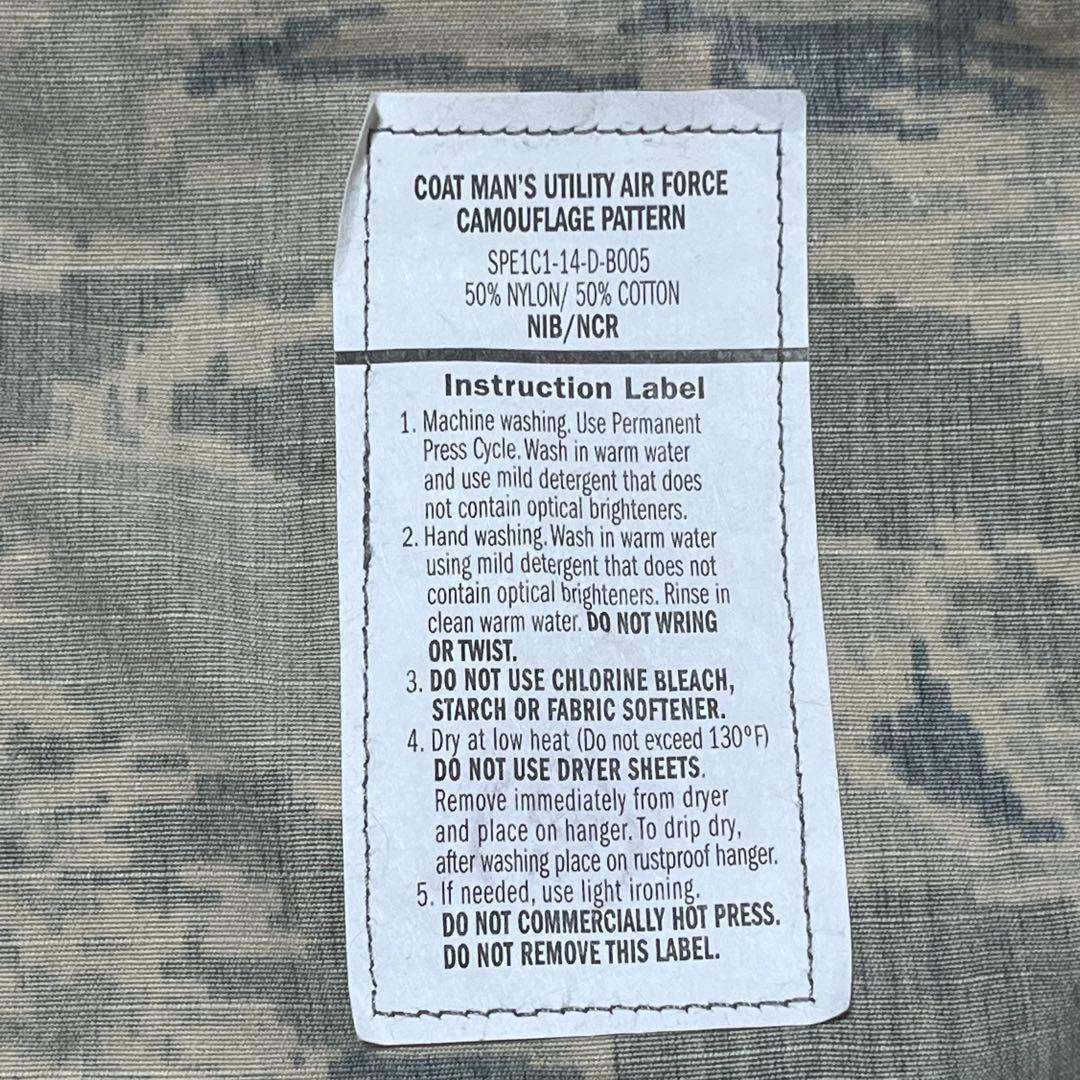 COAT MAN'S UTILITY AIR FORCE
CAMOUFLAGE PATTERN
SPE1C1-14-D-B005
50% NYLON/ 50% COTTON
NIB/NCR
Instruction Label
1. Machine washing. Use Permanent
Press Cycle. Wash in warm water
and use mild detergent that does
not contain optical brighteners.
2. Hand washing. Wash in warm water
using mild detergent that does not
contain optical brighteners. Rinse in
clean warm water. DO NOT WRING
OR TWIST.
3. DO NOT USE CHLORINE BLEACH,
STARCH OR FABRIC SOFTENER.
4. Dry at low heat (Do not exceed 130°F)
DO NOT USE DRYER SHEETS.
Remove immediately from dryer
and place on hanger. To drip dry,
after washing place on rustproof hanger.
5. If needed, use light ironing.
DO NOT COMMERCIALLY HOT PRESS.
DO NOT REMOVE THIS LABEL.